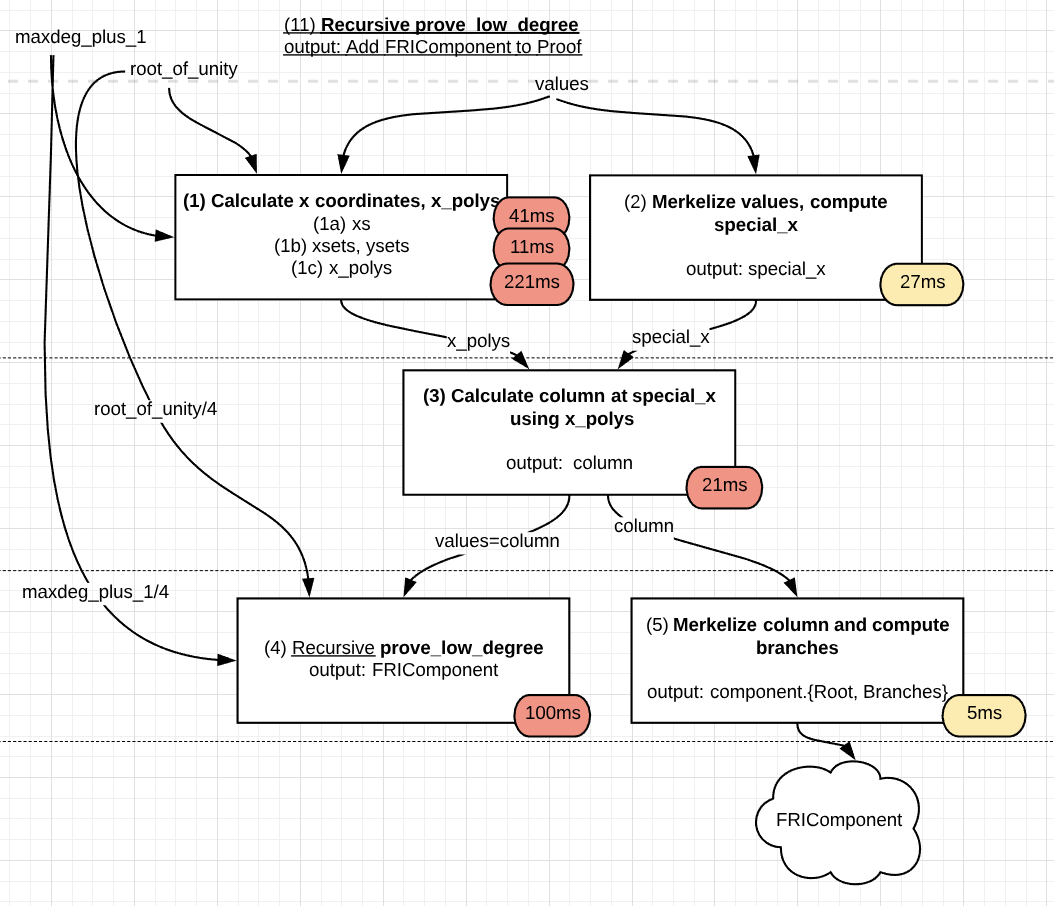 (11) Recursive prove_low_degree
output: Add FRIComponent to Proof
maxdeg_plus_1
root_of_unity
values
(1) Calculate x coordinates, x_polys
(1a) xs
(1b) xsets, ysets
(1c) x_polys
41ms
11ms
221ms
(2) Merkelize values, compute
special_x
output: special_x
27ms
x_polys
special_x
(3) Calculate column at special_x
using x_polys
output: column
21ms
root_of_unity/4
values=column
column
maxdeg_plus_1/4
(4) Recursive prove_low_degree
output: FRIComponent
100ms
(5) Merkelize column and compute
branches
output: component.{Root, Branches}
5ms
FRIComponent